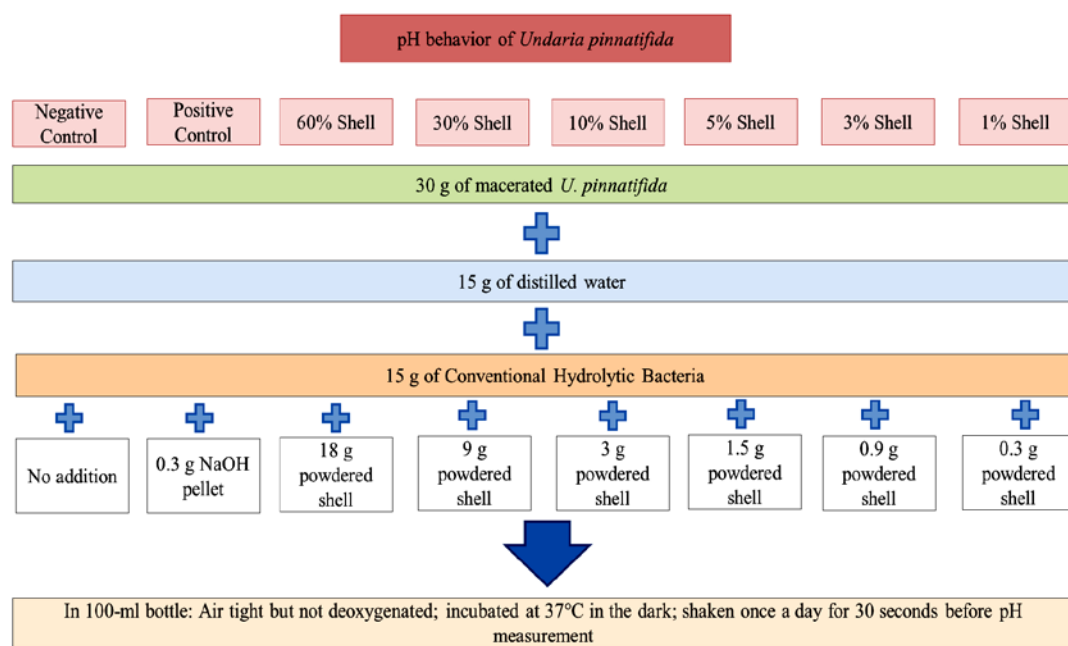 pH behavior of Undaria pinnatifida
Negative
Control
Positive
Control
60% Shell
30% Shell
10% Shell
5% Shell
3% Shell
1% Shell
30 g of macerated U. pinnatifida
15 g of distilled water
15 g of Conventional Hydrolytic Bacteria
No addition
0.3 g NaOH
pellet
18 g
powdered
shell
9 g
powdered
shell
3 g
powdered
shell
1.5 g
powdered
shell
0.9 g
powdered
shell
0.3 g
powdered
shell
In 100-ml bottle: Air tight but not deoxygenated; incubated at 37°C in the dark; shaken once a day for 30 seconds before pH
measurement